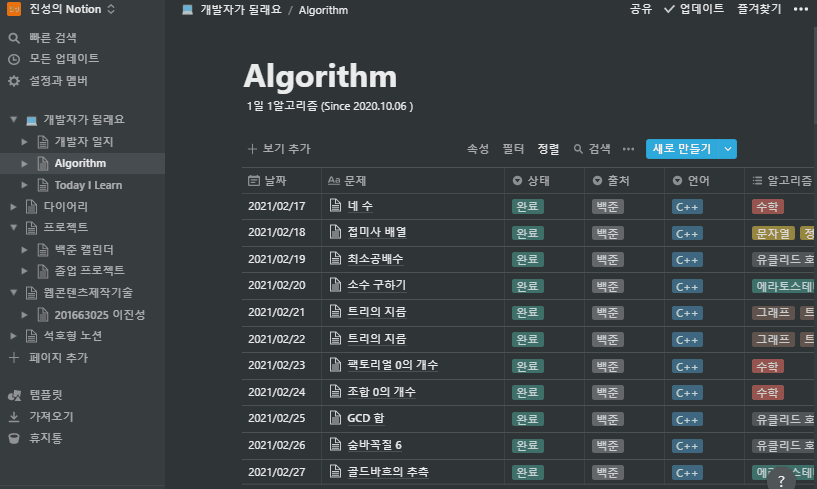 진성의 Notion
빠른 검색
모든 업데이트
설정과 멤버
개발자가 될래요
개발자 일지
Algorithm
Today I Learn
다이어리
프로젝트
백준 캘린더
졸업 프로젝트
웹콘텐츠제작기술
201663025 이진성
석호형 노션
페이지 추가
템플릿
가져오기
휴지통
개발자가 될래요 / Algorithm
공유 업데이트 즐겨찾기 •••
Algorithm
1일 1알고리즘 (Since 2020.10.06 )
보기 추가 속성 필터 정렬 검색 ••• 새로 만들기
날짜 Aa 문제 상태 출처 언어 알고리즘
2021/02/17 네 수 완료 백준 C++ 수학
2021/02/18 접미사 배열 완료 백준 C++ 문자열 정
2021/02/19 최소공배수 완료 백준 C++ 유클리드 호
2021/02/20 소수 구하기 완료 백준 C++ 에라토스테
2021/02/21 트리의 지름 완료 백준 C++ 그래프 트
2021/02/22 트리의 지름 완료 백준 C++ 그래프 트
2021/02/23 팩토리얼 0의 개수 완료 백준 C++ 수학
2021/02/24 조합 0의 개수 완료 백준 C++ 수학
2021/02/25 GCD 합 완료 백준 C++ 유클리드 호
2021/02/26 숨바꼭질 6 완료 백준 C++ 유클리드 호
2021/02/27 골드바흐의 추측 완료 백준 C++
?